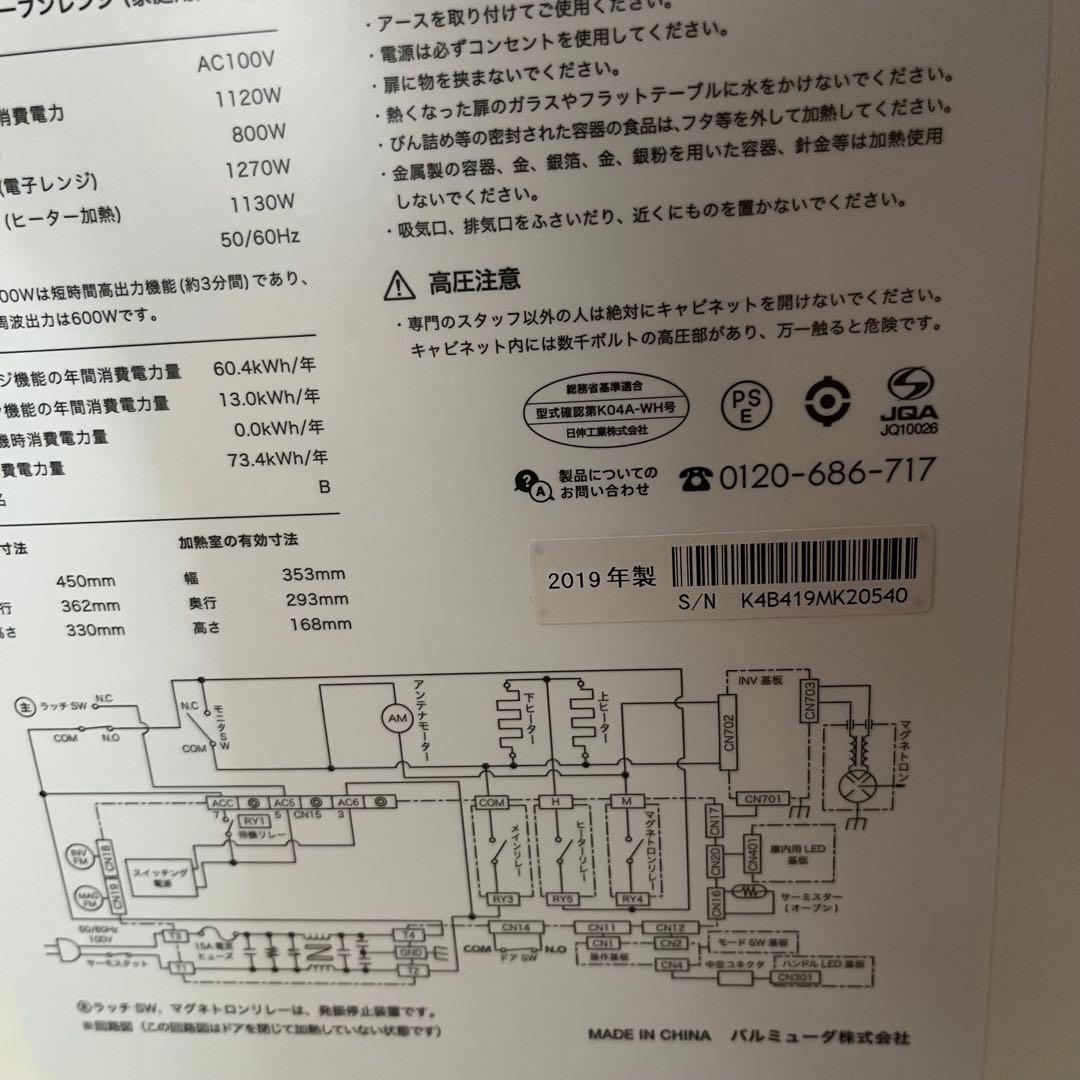 AC100V
消費電力 1120W
800W
(電子レンジ) 1270W
(ヒーター加熱) 1130W
50/60Hz
00Wは短時間高出力機能(約3分間)であり、
周波出力は600Wです。
ジ機能の年間消費電力量 60.4kWh/年
機能の年間消費電力量 13.0kWh/年
機時消費電力量 0.0kWh/年
費電力量 73.4kWh/年
名 B
寸法
450mm
行 362mm
高さ 330mm
加熱室の有効寸法
幅 353mm
奥行 293mm
高さ 168mm
・アースを取り付けてご使用ください。
・電源は必ずコンセントを使用してください。
・扉に物を挟まないでください。
・熱くなった扉のガラスやフラットテーブルに水をかけないでください。
・びん詰め等の密封された容器の食品は、フタ等を外して加熱してください。
・金属製の容器、金、銀箔、金、銀粉を用いた容器、針金等は加熱使用
しないでください。
・吸気口、排気口をふさいだり、近くにものを置かないでください。
高圧注意
・専門のスタッフ以外の人は絶対にキャビネットを開けないでください。
キャビネット内には数千ボルトの高圧部があり、万一触ると危険です。
総務省基準適合
型式確認第K04A-WH号
日伸工業株式会社
PS
E
JQA
JQ10026
?
A
製品についての
お問い合わせ
0120-686-717
2019年製
S/N K4B419MK20540
主 ラッチSW
N.C
COM
N.O
N.C
COM
モニタSW
AM
アンテナモーター
下ヒーター
上ヒーター
INV 基板
CN703
CN702
CN701
マグネトロン
ACC
AC5
AC6
7
5
CN15
3
RY1
待機リレー
スイッチング
電源
INV
FM
CN18
MAG
FM
CN19
COM
H
M
メインリレー
ヒーターリレー
マグネトロンリレー
RY3
RY5
RY4
CN17
CN20
CN401
庫内用LED
基板
CN16
サーミスター
(オーブン)
50/60Hz
100V
T3
15A 電源
ヒューズ
サーモスタット
T1
T4
GND
T2
CN14
COM
N.O
ドアSW
CN11
CN12
CN1
CN2
操作基板
モードSW 基板
CN4
中空コネクタ
ハンドルLED基板
CN301
主ラッチSW、マグネトロンリレーは、発振停止装置です。
※回路図 (この回路図はドアを閉じて加熱していない状態です)
MADE IN CHINA バルミューダ株式会社